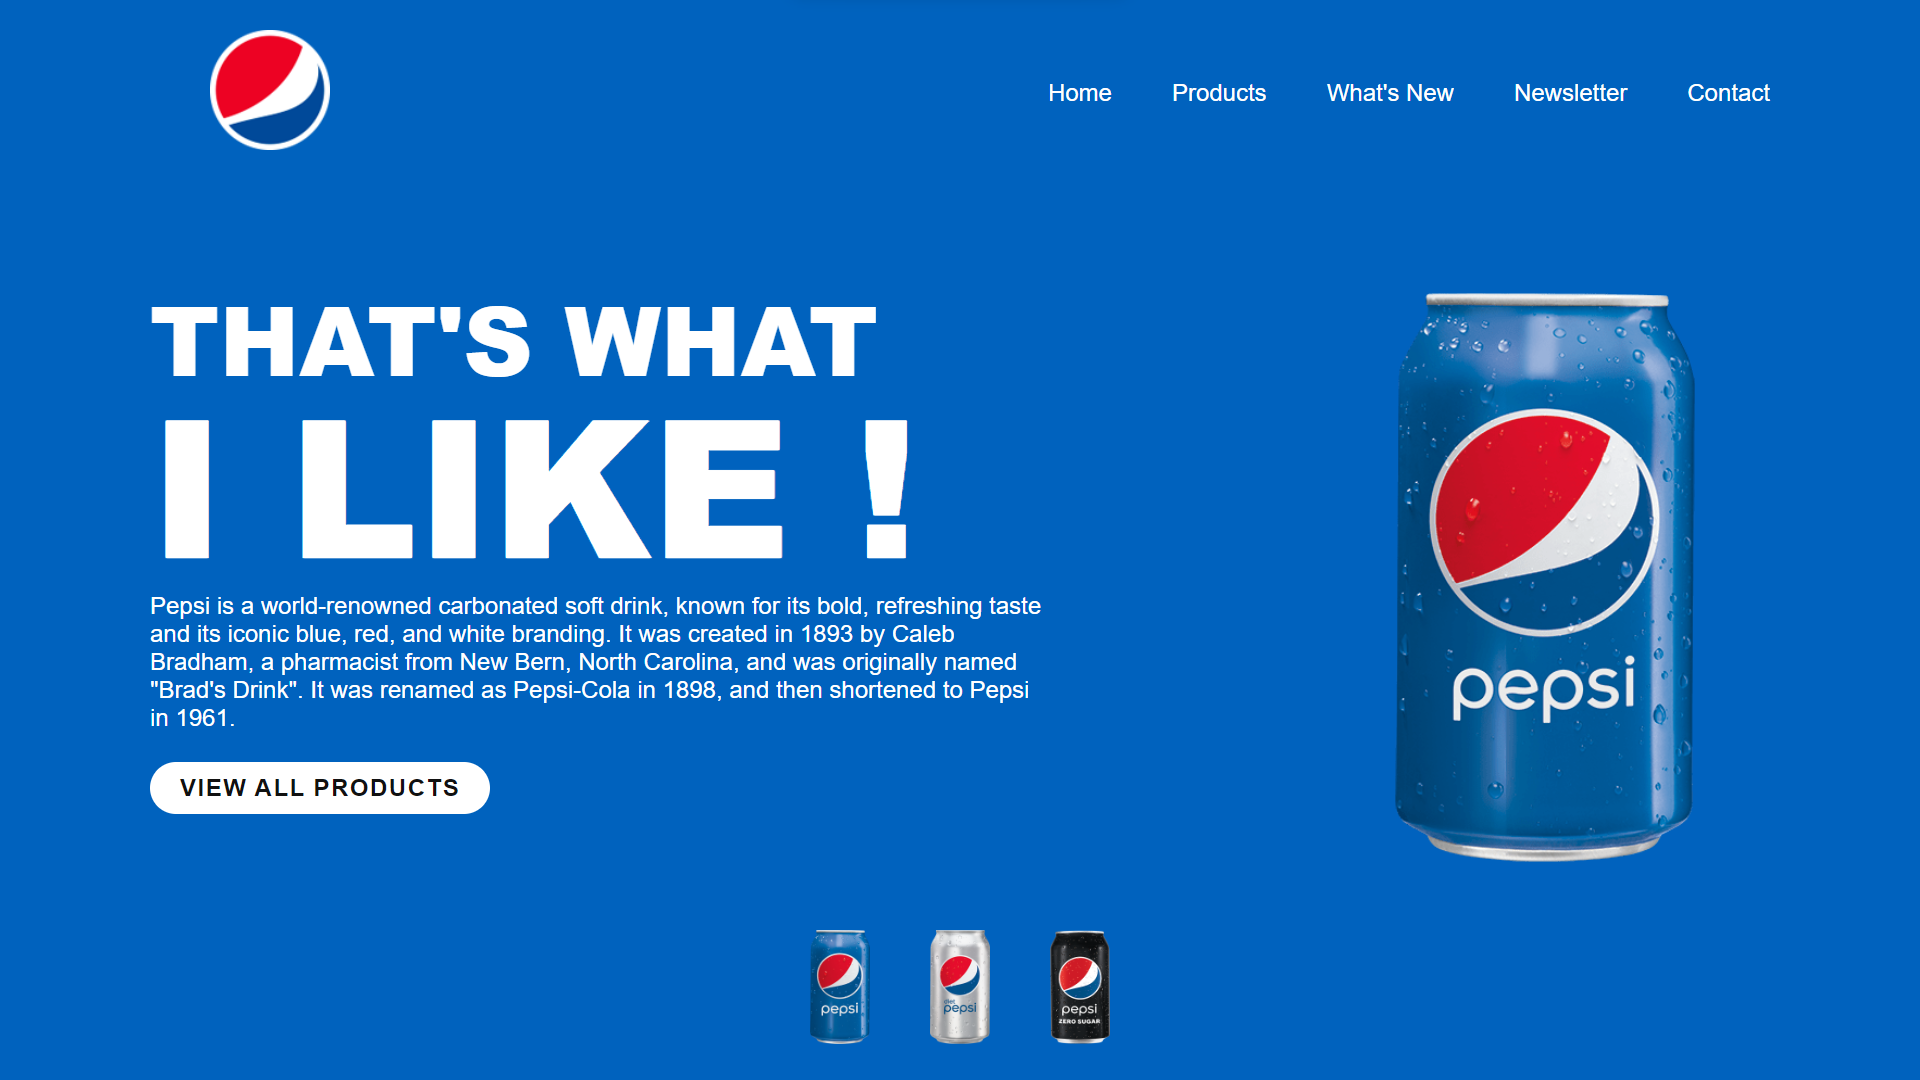 Home Products What's New Newsletter Contact
THAT'S WHAT
I LIKE !
Pepsi is a world-renowned carbonated soft drink, known for its bold, refreshing taste
and its iconic blue, red, and white branding. It was created in 1893 by Caleb
Bradham, a pharmacist from New Bern, North Carolina, and was originally named
"Brad's Drink". It was renamed as Pepsi-Cola in 1898, and then shortened to Pepsi
in 1961.
VIEW ALL PRODUCTS
pepsi
pepsi
diet
pepsi
pepsi
ZERO SUGAR